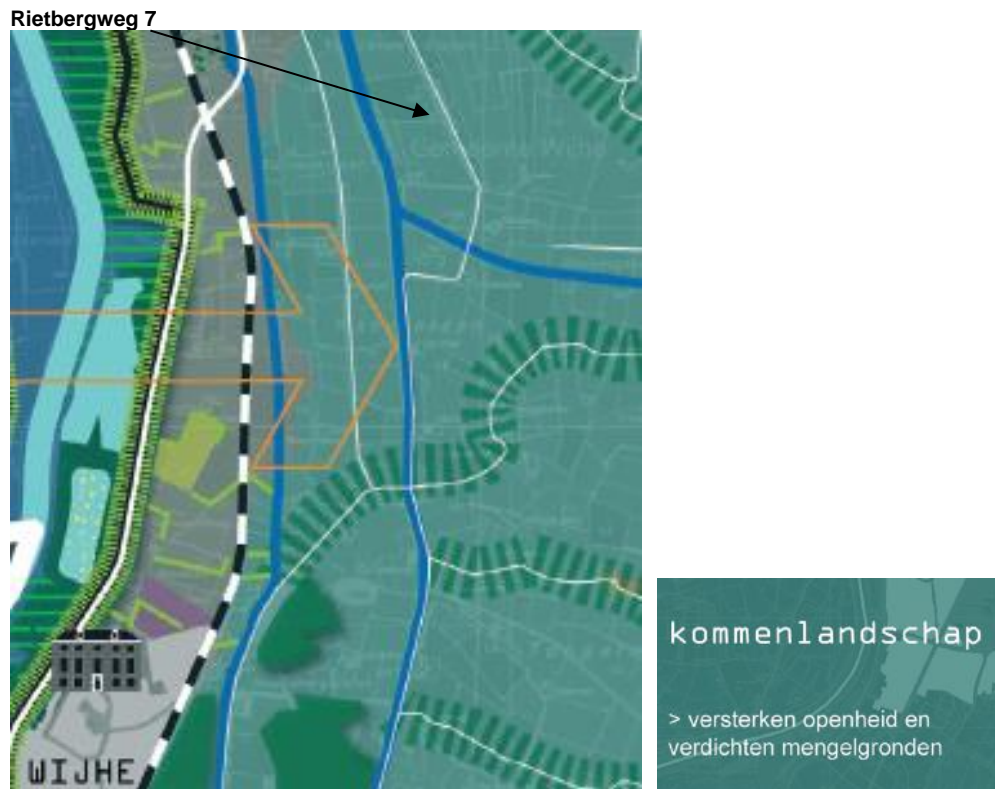 Rietbergweg 7
WIJHE
kommenlandschap
> versterken openheid en
verdichten mengelgronden